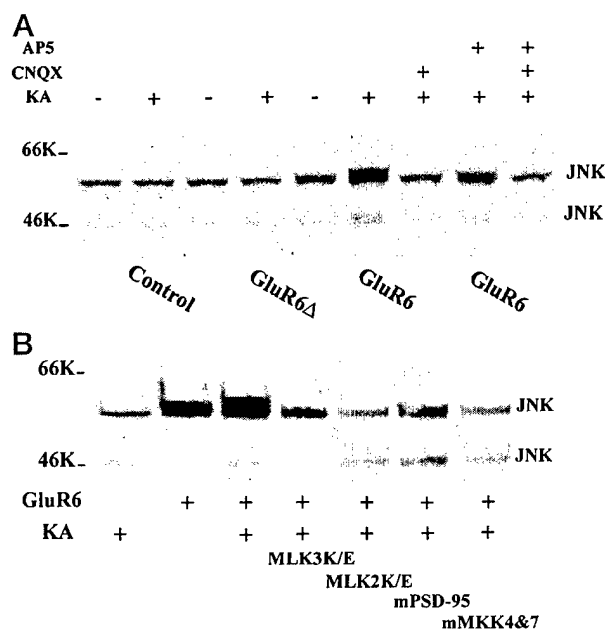 A
AP5 + +
CNQX + +
KA - + - + - + + + +
66K
JNK
46K
JNK
Control GluR6Δ GluR6 GluR6
B
66K
JNK
46K
JNK
GluR6 + + + + + +
KA + + + + + +
MLK3K/E
MLK2K/E
mPSD-95
mMKK4&7